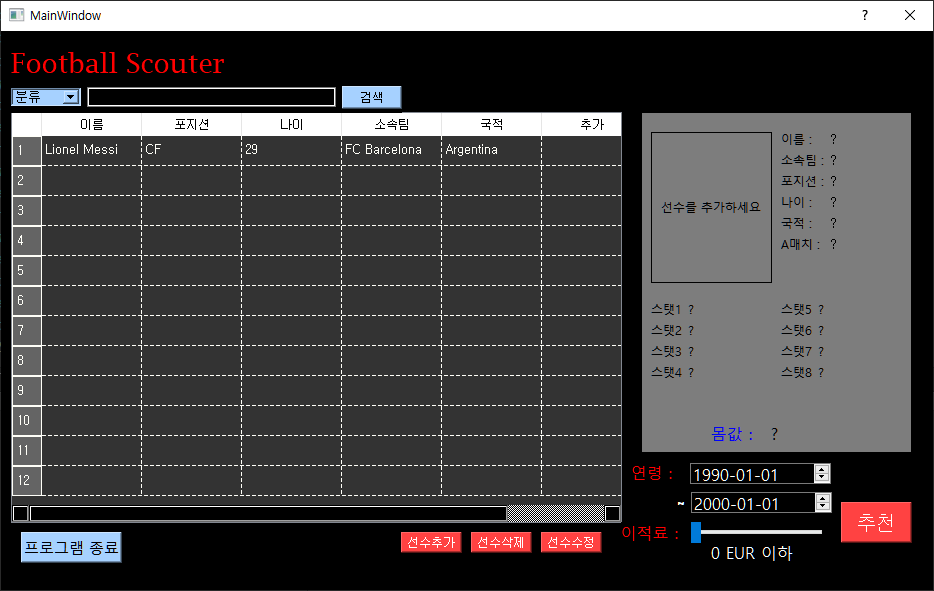 MainWindow
?
Football Scouter
분류
검색
이름 포지션 나이 소속팀 국적 추가
1 Lionel Messi CF 29 FC Barcelona Argentina
2
3
4
5
6
7
8
9
10
11
12
선수를 추가하세요
이름 : ?
소속팀 : ?
포지션 : ?
나이 : ?
국적 : ?
A매치 : ?
스탯1 ? 스탯5 ?
스탯2 ? 스탯6 ?
스탯3 ? 스탯7 ?
스탯4 ? 스탯8 ?
몸값 : ?
연령 : 1990-01-01
~ 2000-01-01
이적료 :
0 EUR 이하
추천
프로그램 종료
선수추가 선수삭제 선수수정